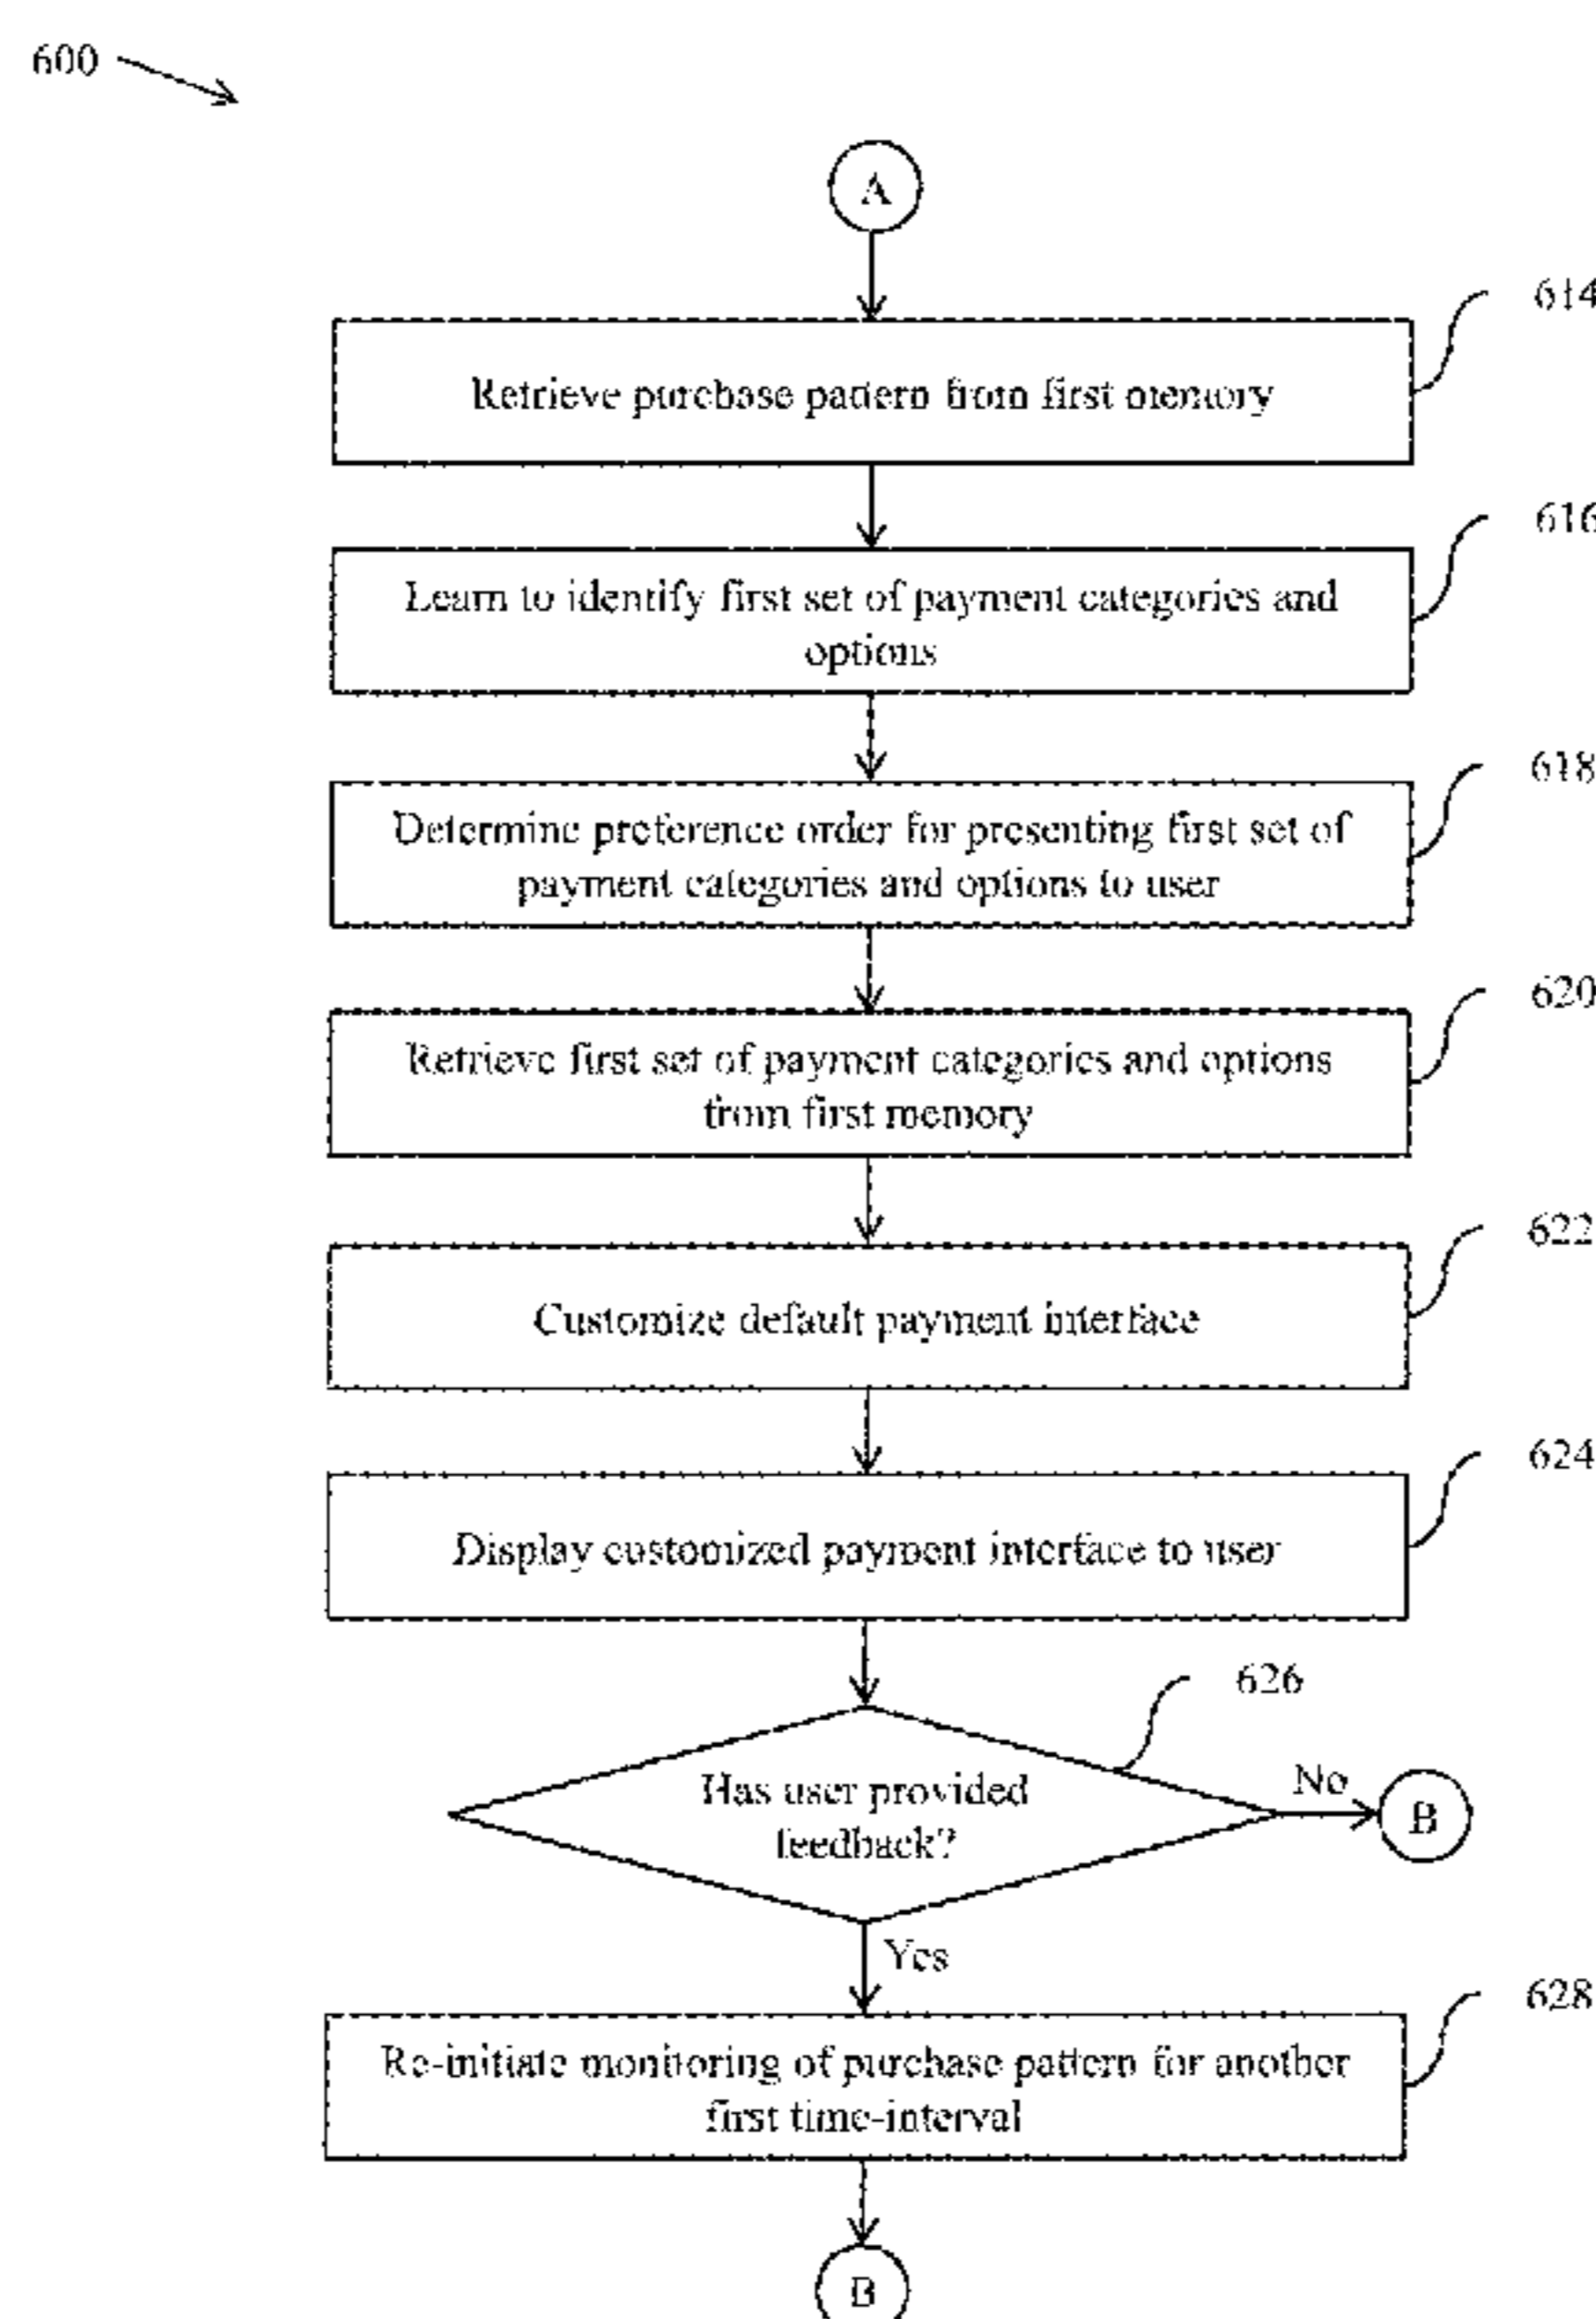 600
A
614
Retrieve purchase pattern from first memory
616
Learn to identify first set of payment categories and
options
618
Determine preference order for presenting first set of
payment categories and options to user
620
Retrieve first set of payment categories and options
from first memory
622
Customize default payment interface
624
Display customized payment interface to user
626
Has user provided
feedback?
No
B
Yes
628
Re-initiate monitoring of purchase pattern for another
first time-interval
B